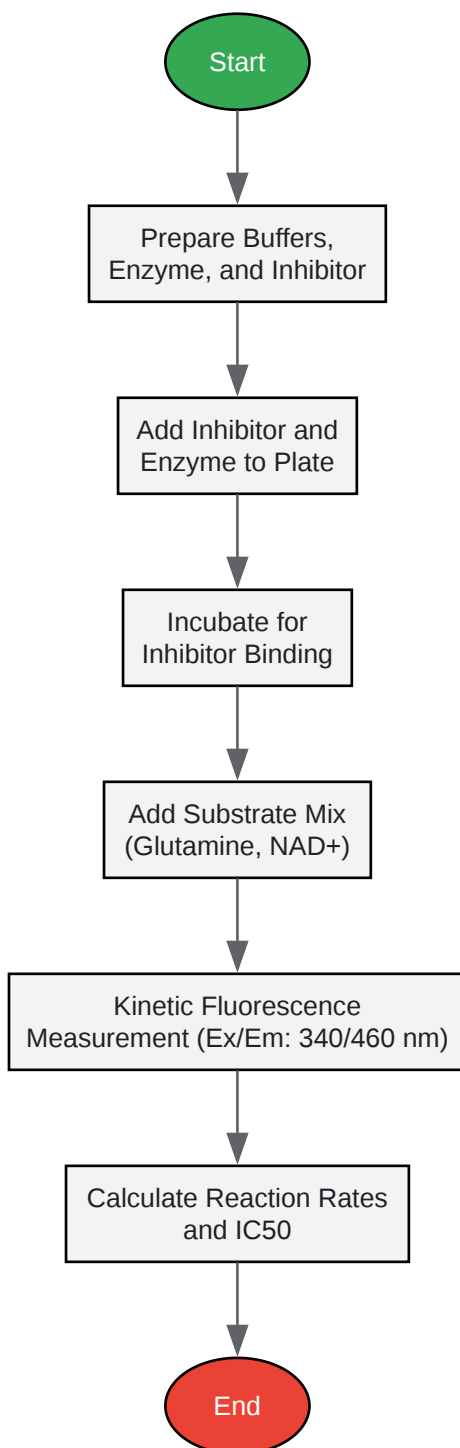 Start
Prepare Buffers,
Enzyme, and Inhibitor
Add Inhibitor and
Enzyme to Plate
Incubate for
Inhibitor Binding
Add Substrate Mix
(Glutamine, NAD+)
Kinetic Fluorescence
Measurement (Ex/Em: 340/460 nm)
Calculate Reaction Rates
and IC50
End